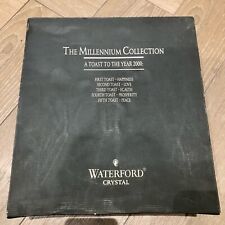 THE MILLENNIUM COLLECTION
A TOAST TO THE YEAR 2000:
FIRST TOAST - HAPPINESS
SECOND TOAST - LOVE
THIRD TOAST - HEALTH
FOURTH TOAST - PROSPERITY
FIFTH TOAST - PEACE
WATERFORD
CRYSTAL